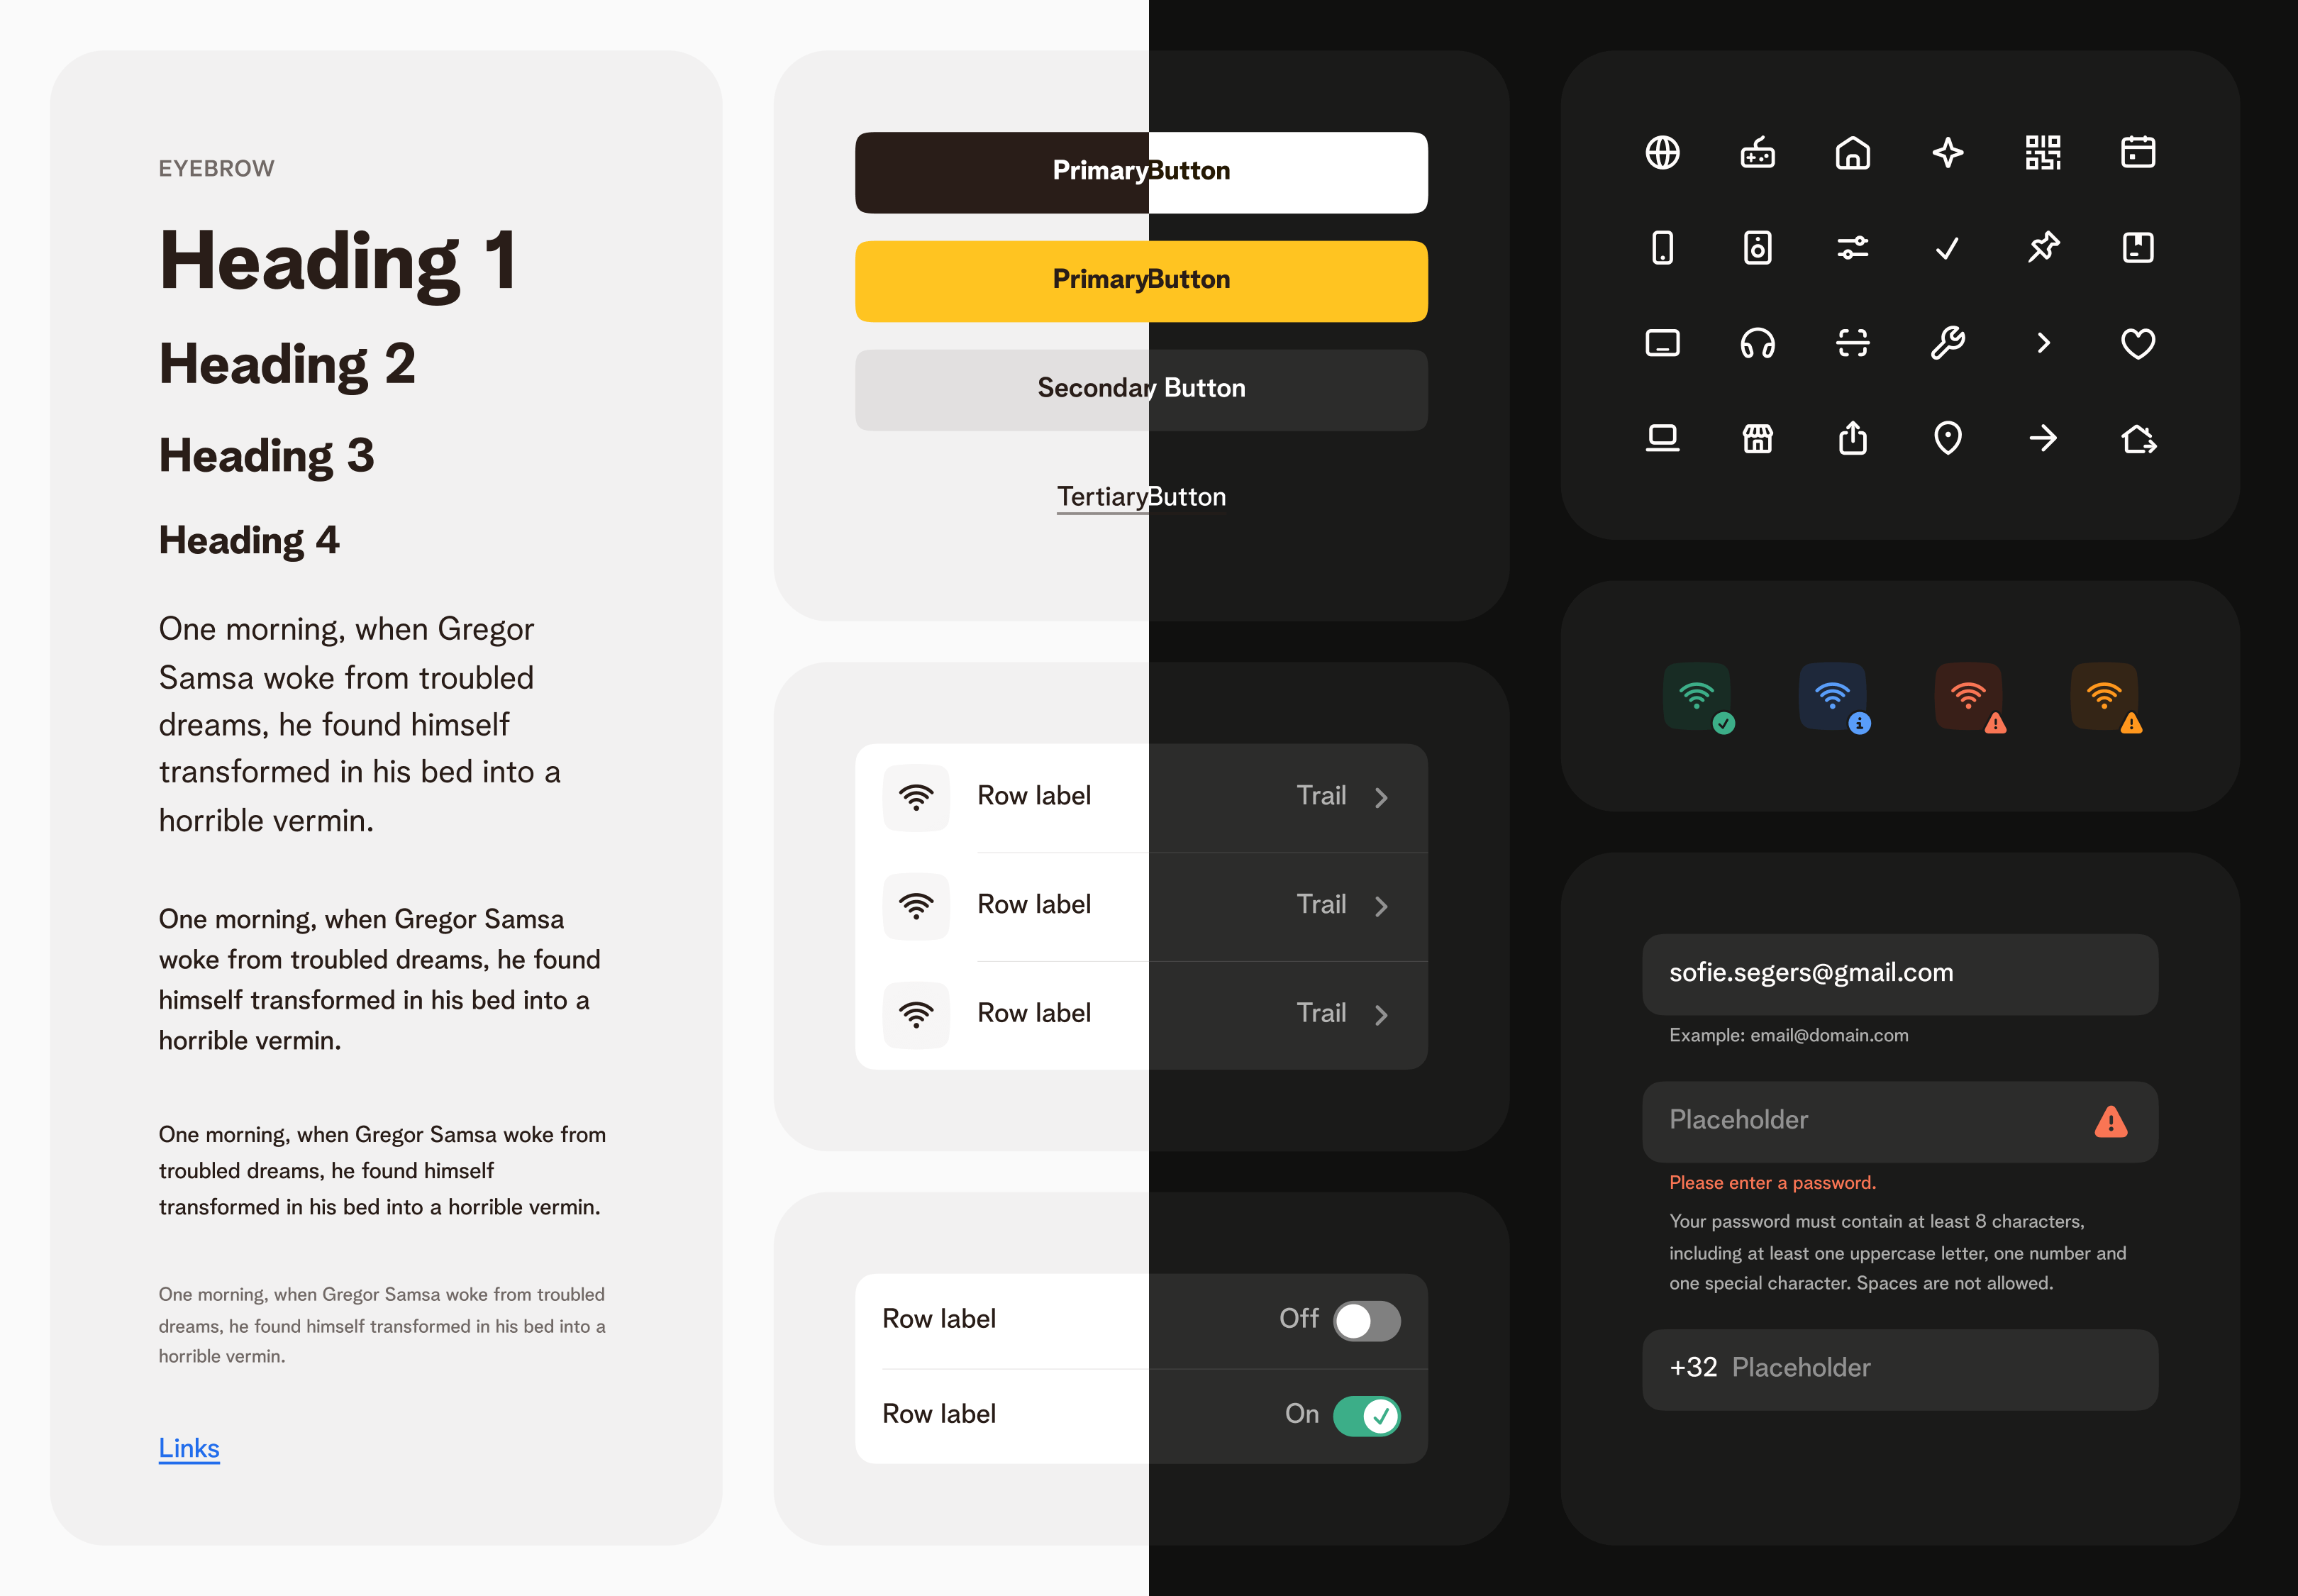 EYEBROW
Heading 1
Heading 2
Heading 3
Heading 4
One morning, when Gregor
Samsa woke from troubled
dreams, he found himself
transformed in his bed into a
horrible vermin.
One morning, when Gregor Samsa
woke from troubled dreams, he found
himself transformed in his bed into a
horrible vermin.
One morning, when Gregor Samsa woke from
troubled dreams, he found himself
transformed in his bed into a horrible vermin.
One morning, when Gregor Samsa woke from troubled
dreams, he found himself transformed in his bed into a
horrible vermin.
Links
PrimaryButton
PrimaryButton
Secondary Button
TertiaryButton
Row label Trail
Row label Trail
Row label Trail
Row label Off
Row label On
sofie.segers@gmail.com
Example: email@domain.com
Placeholder
Please enter a password.
Your password must contain at least 8 characters,
including at least one uppercase letter, one number and
one special character. Spaces are not allowed.
+32 Placeholder